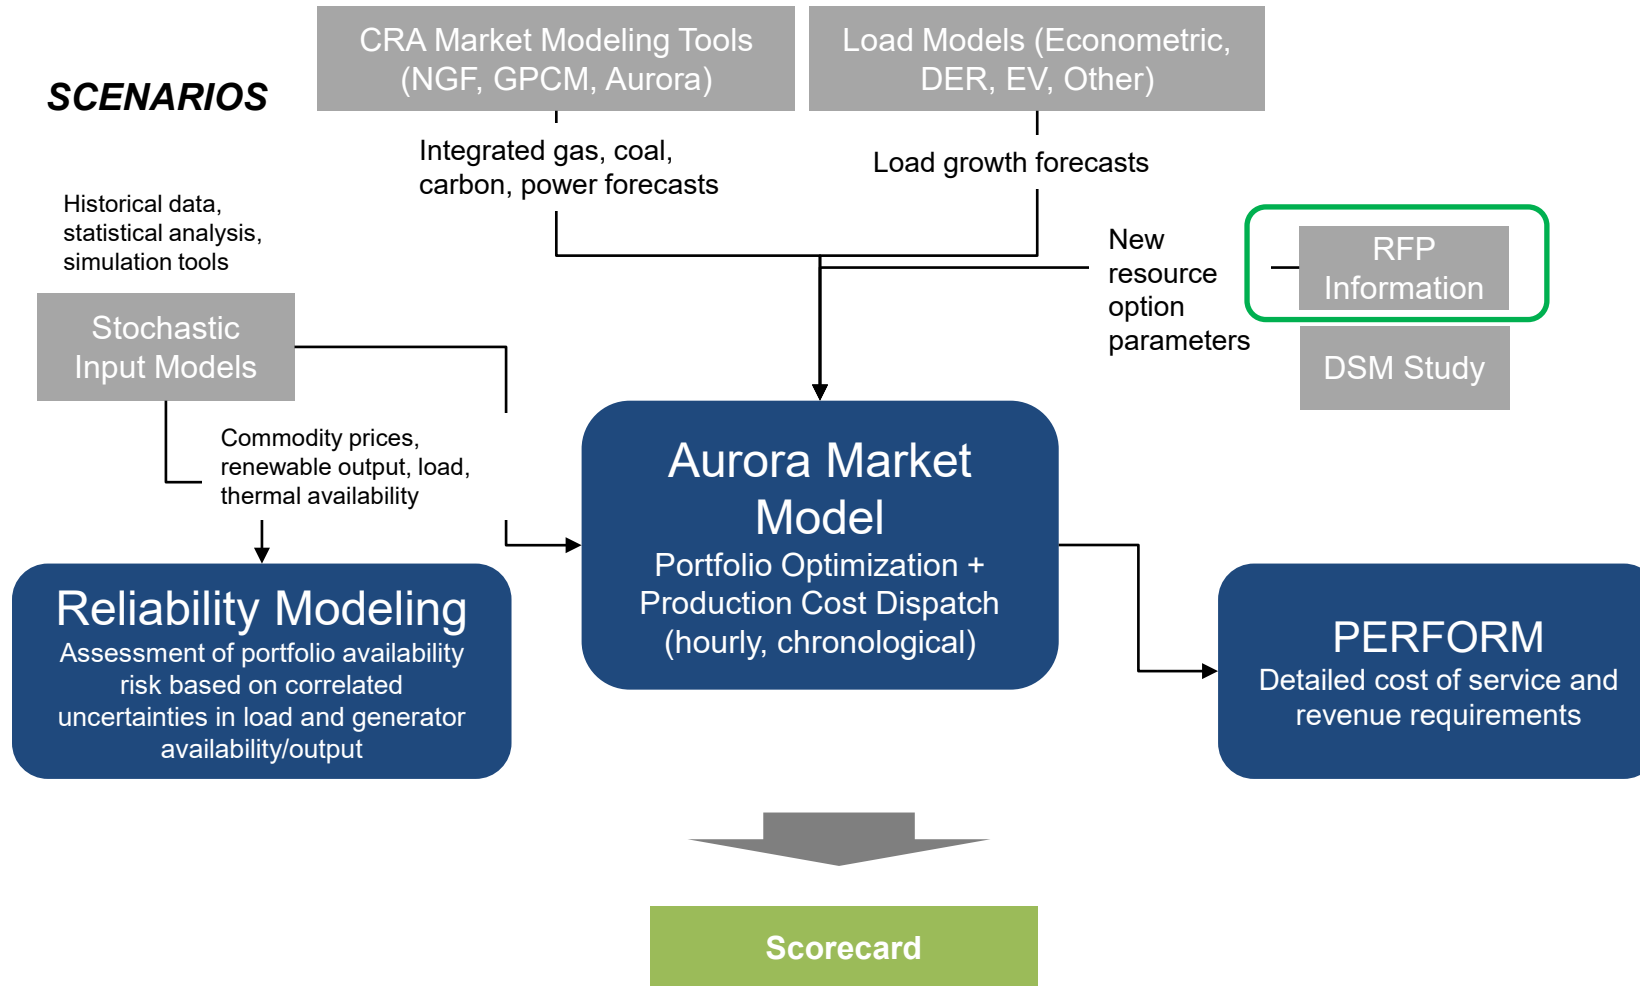 CRA Market Modeling Tools
(NGF, GPCM, Aurora)
Load Models (Econometric,
DER, EV, Other)
SCENARIOS
Integrated gas, coal,
carbon, power forecasts
Load growth forecasts
Historical data,
statistical analysis,
simulation tools
New
resource
option
parameters
RFP
Information
DSM Study
Stochastic
Input Models
Commodity prices,
renewable output, load,
thermal availability
Aurora Market
Model
Portfolio Optimization +
Production Cost Dispatch
(hourly, chronological)
Reliability Modeling
Assessment of portfolio availability
risk based on correlated
uncertainties in load and generator
availability/output
PERFORM
Detailed cost of service and
revenue requirements
Scorecard